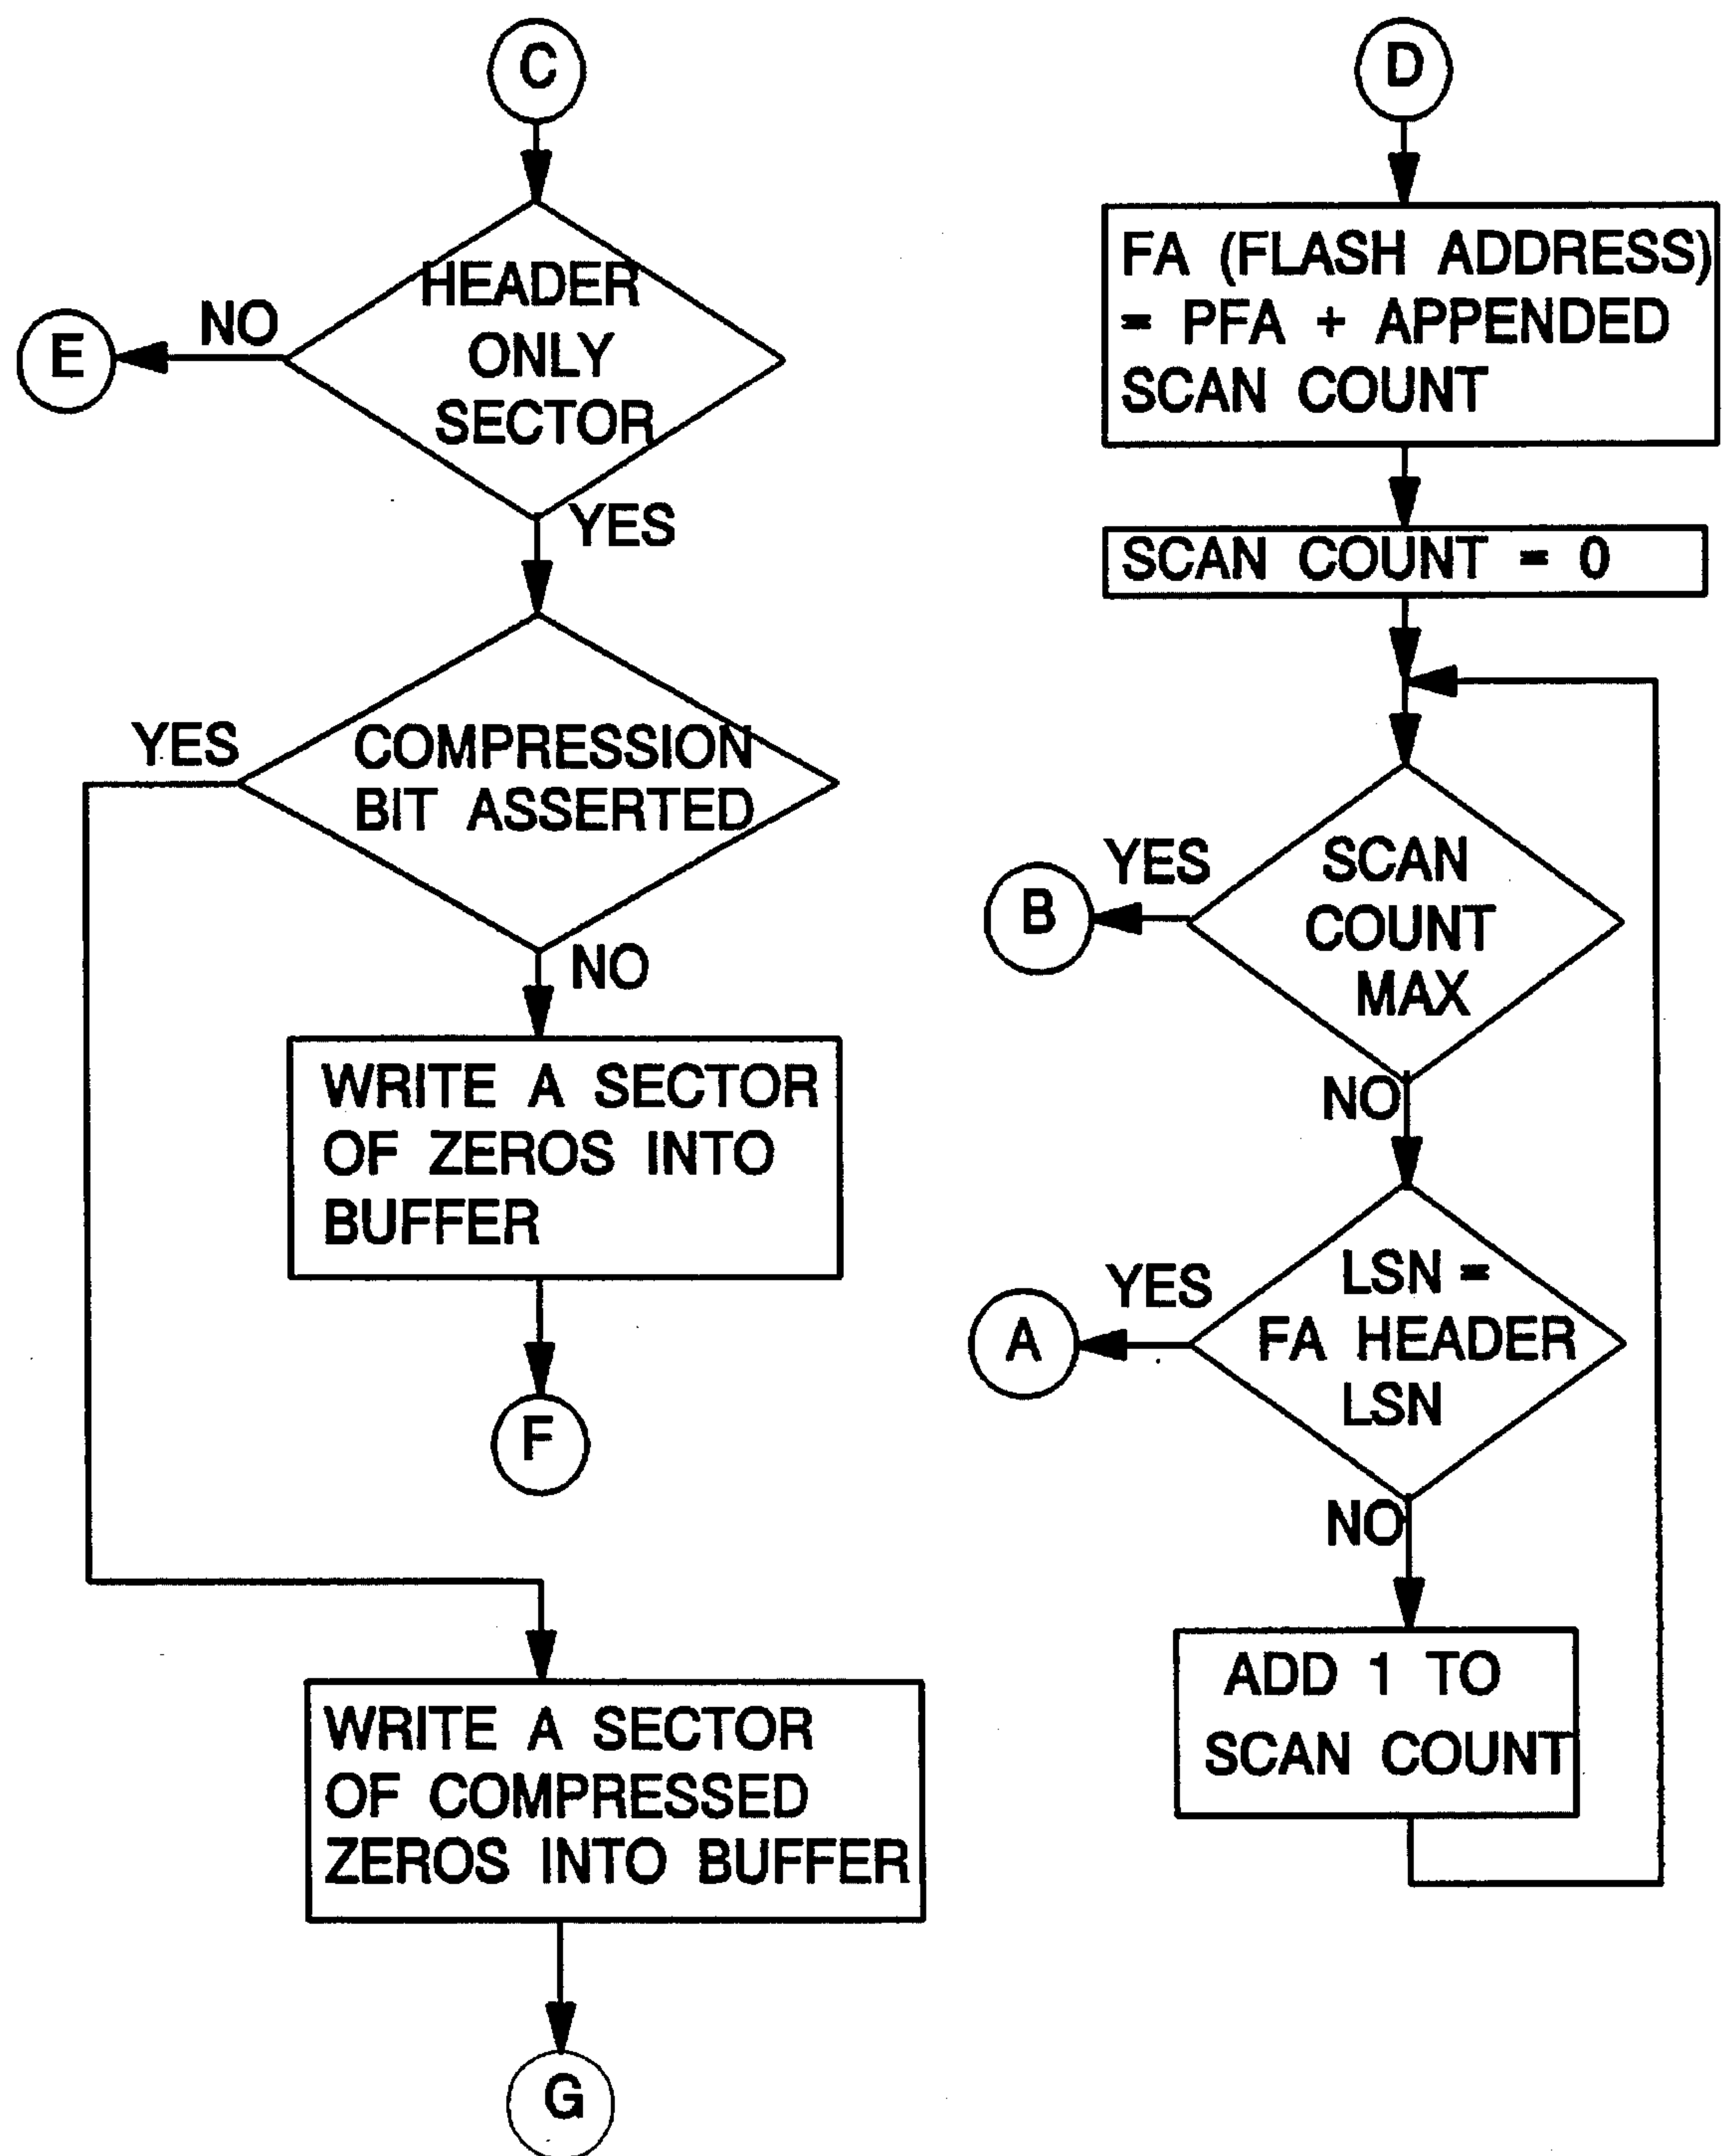 C
HEADER
ONLY
SECTOR
NO
E
YES
COMPRESSION
BIT ASSERTED
YES
NO
WRITE A SECTOR
OF ZEROS INTO
BUFFER
F
WRITE A SECTOR
OF COMPRESSED
ZEROS INTO BUFFER
G
D
FA (FLASH ADDRESS)
= PFA + APPENDED
SCAN COUNT
SCAN COUNT = 0
SCAN
COUNT
MAX
YES
B
NO
LSN =
FA HEADER
LSN
YES
A
NO
ADD 1 TO
SCAN COUNT